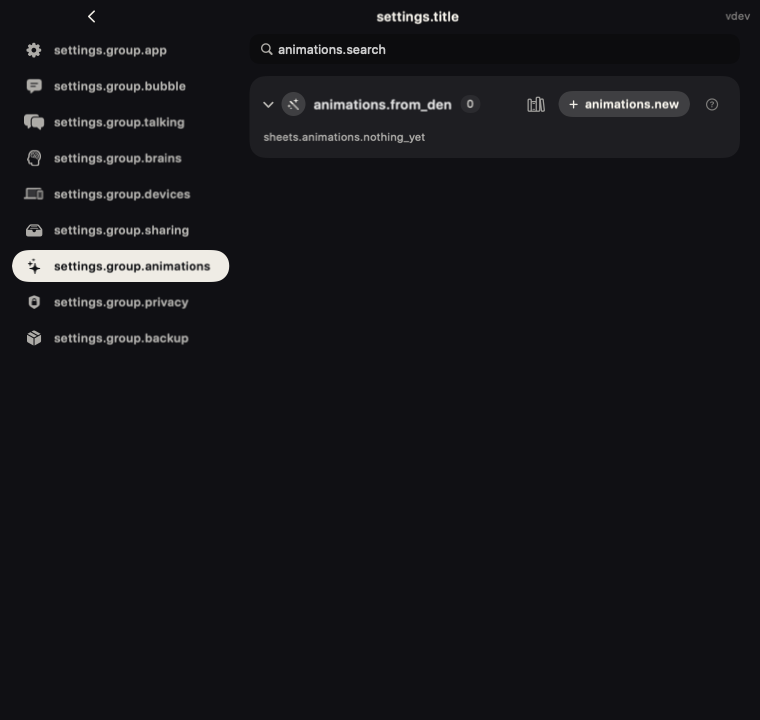 settings.title
vdev
settings.group.app
settings.group.bubble
settings.group.talking
settings.group.brains
settings.group.devices
settings.group.sharing
settings.group.animations
settings.group.privacy
settings.group.backup
animations.search
animations.from_den 0
+ animations.new
?
sheets.animations.nothing_yet